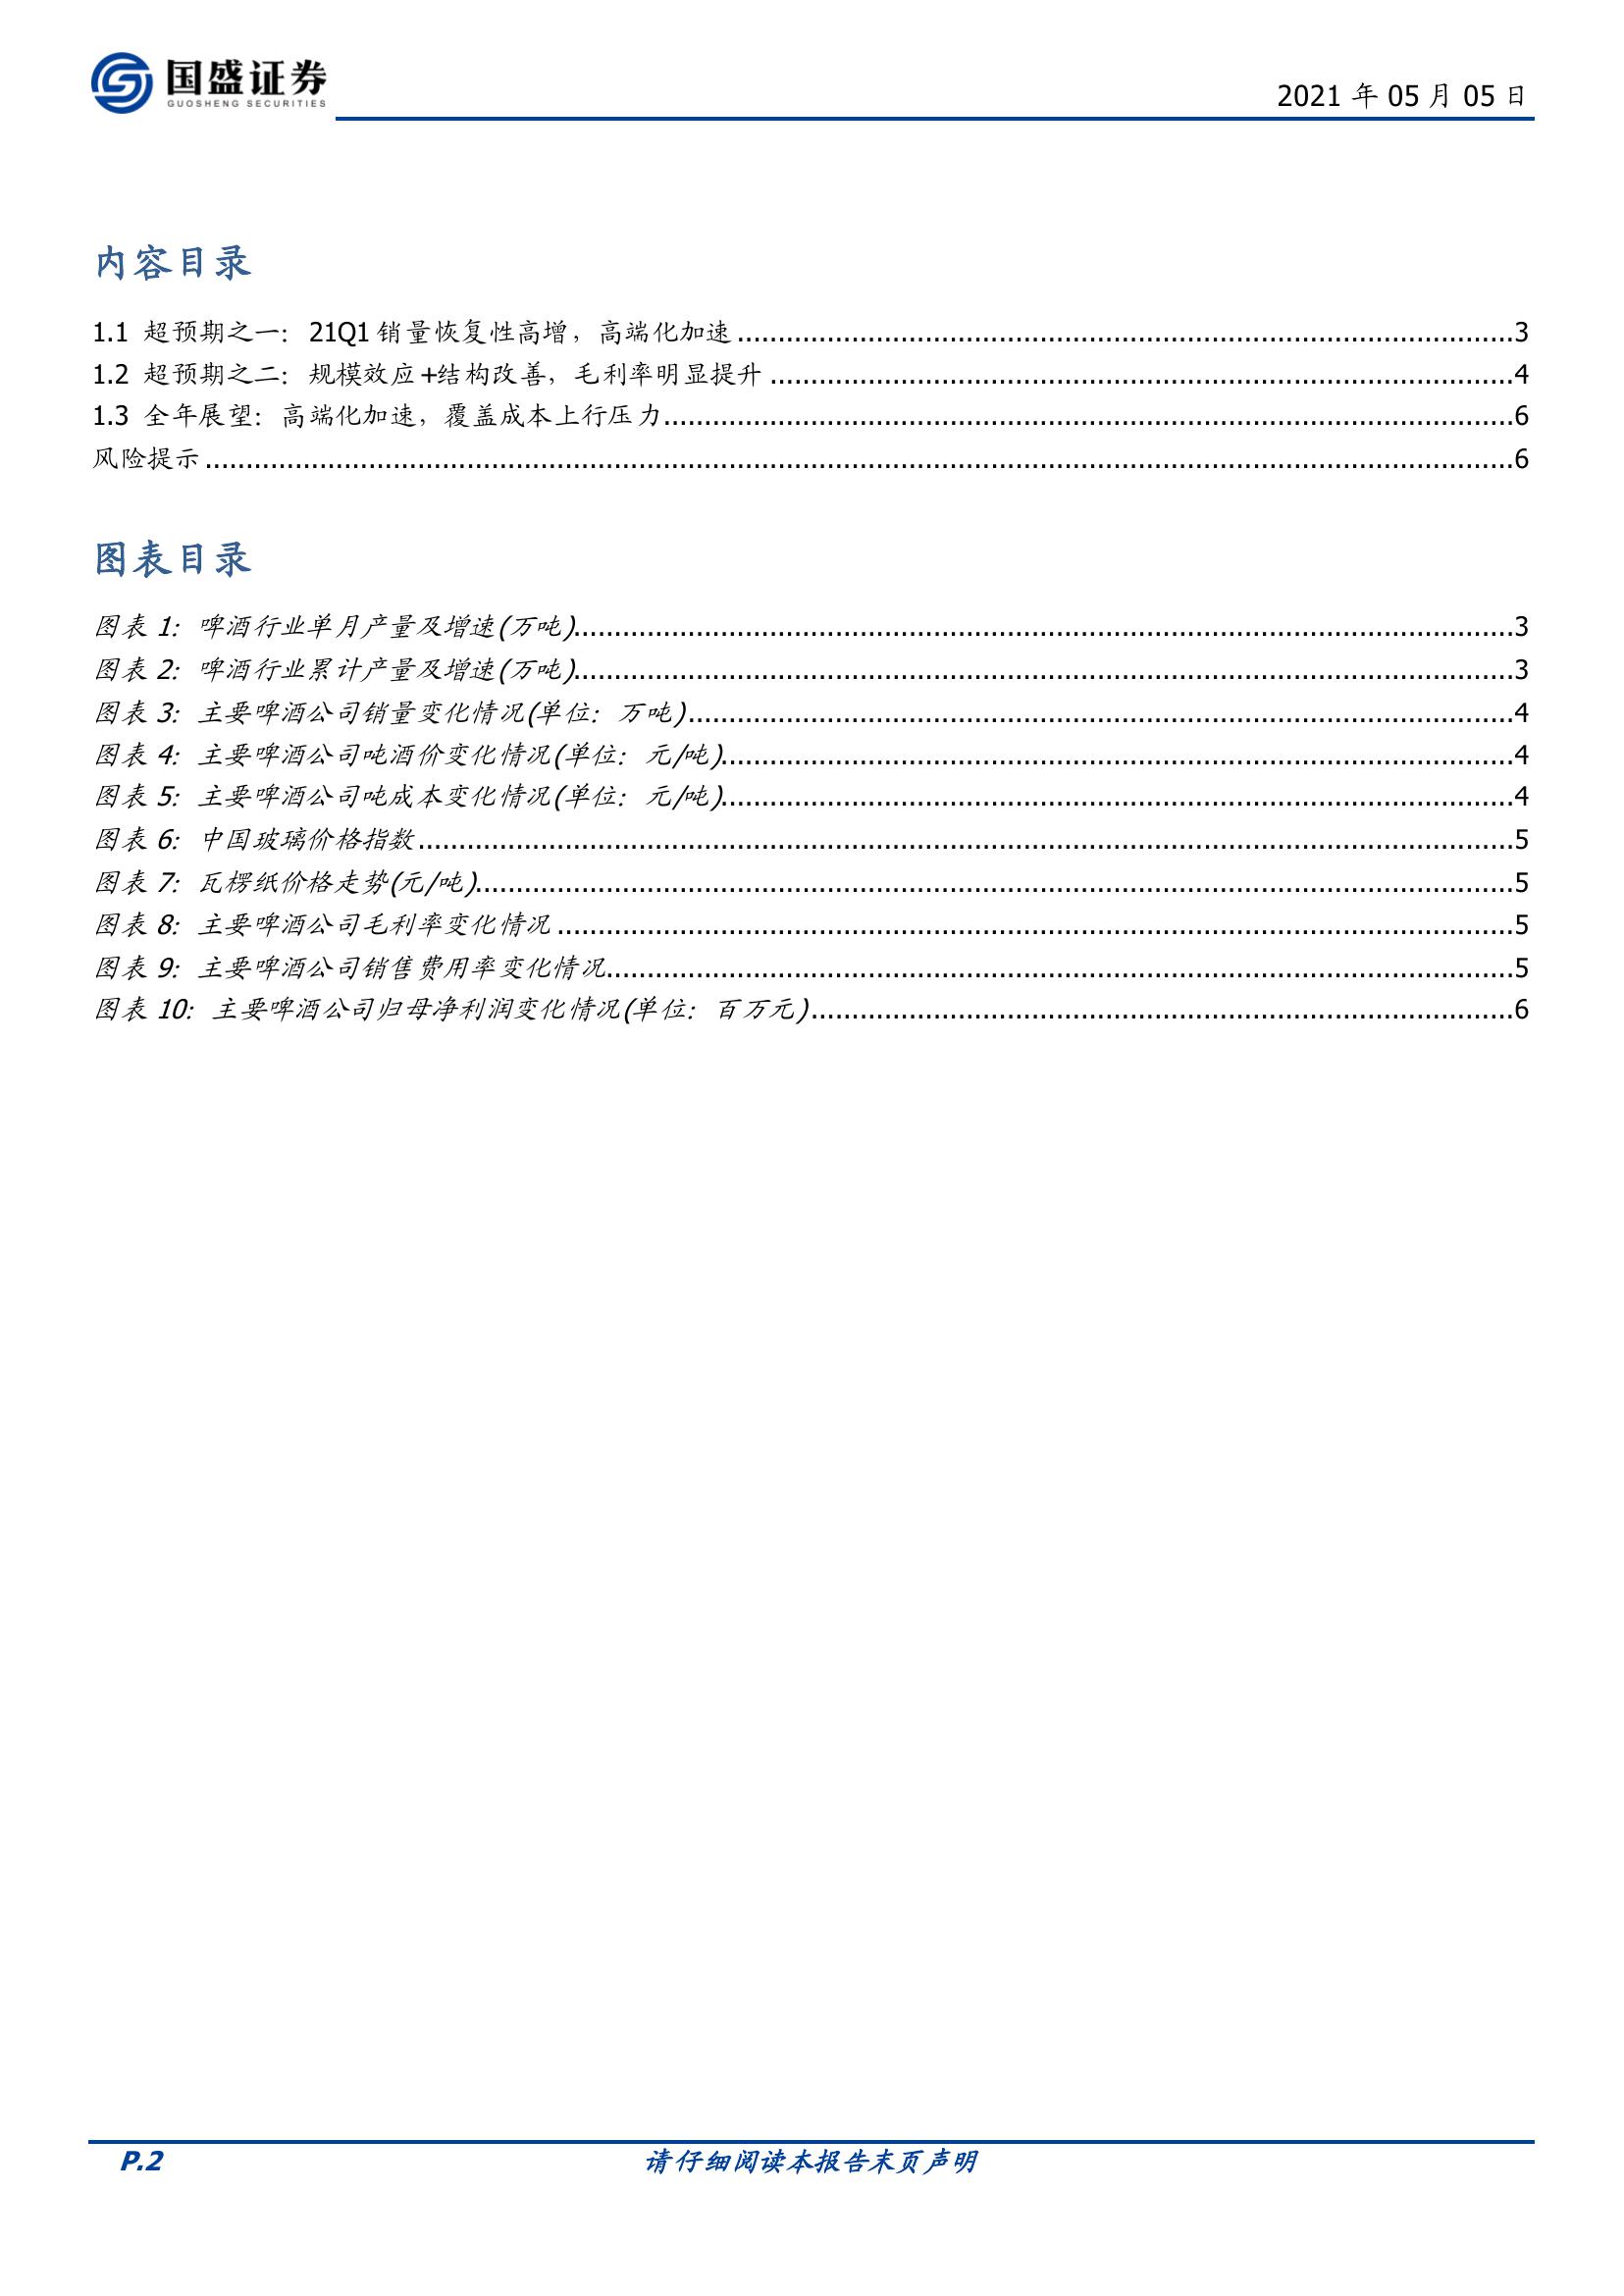 国盛证券
GUOSHENG SECURITIES
2021 年 05 月 05 日
内容目录
1.1 超预期之一：21Q1 销量恢复性高增，高端化加速......3
1.2 超预期之二：规模效应+结构改善，毛利率明显提升......4
1.3 全年展望：高端化加速，覆盖成本上行压力......6
风险提示......6
图表目录
图表 1：啤酒行业单月产量及增速(万吨)......3
图表 2：啤酒行业累计产量及增速(万吨)......3
图表 3：主要啤酒公司销量变化情况(单位：万吨)......4
图表 4：主要啤酒公司吨酒价变化情况(单位：元/吨)......4
图表 5：主要啤酒公司吨成本变化情况(单位：元/吨)......4
图表 6：中国玻璃价格指数......5
图表 7：瓦楞纸价格走势(元/吨)......5
图表 8：主要啤酒公司毛利率变化情况......5
图表 9：主要啤酒公司销售费用率变化情况......5
图表 10：主要啤酒公司归母净利润变化情况(单位：百万元)......6
P.2
请仔细阅读本报告末页声明